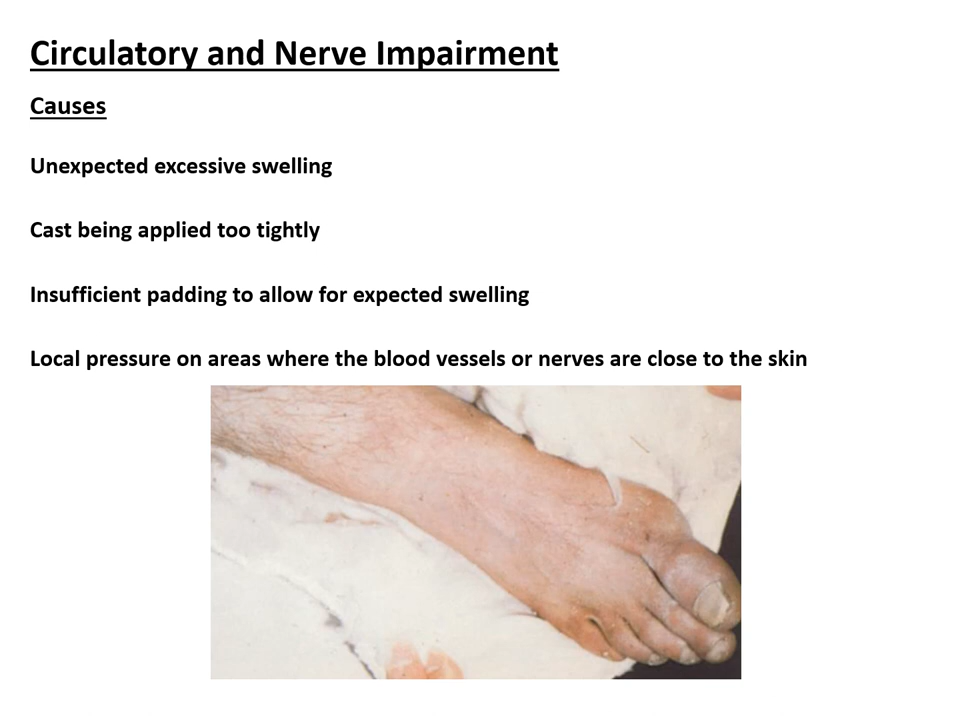 Circulatory and Nerve Impairment
Causes
Unexpected excessive swelling
Cast being applied too tightly
Insufficient padding to allow for expected swelling
Local pressure on areas where the blood vessels or nerves are close to the skin